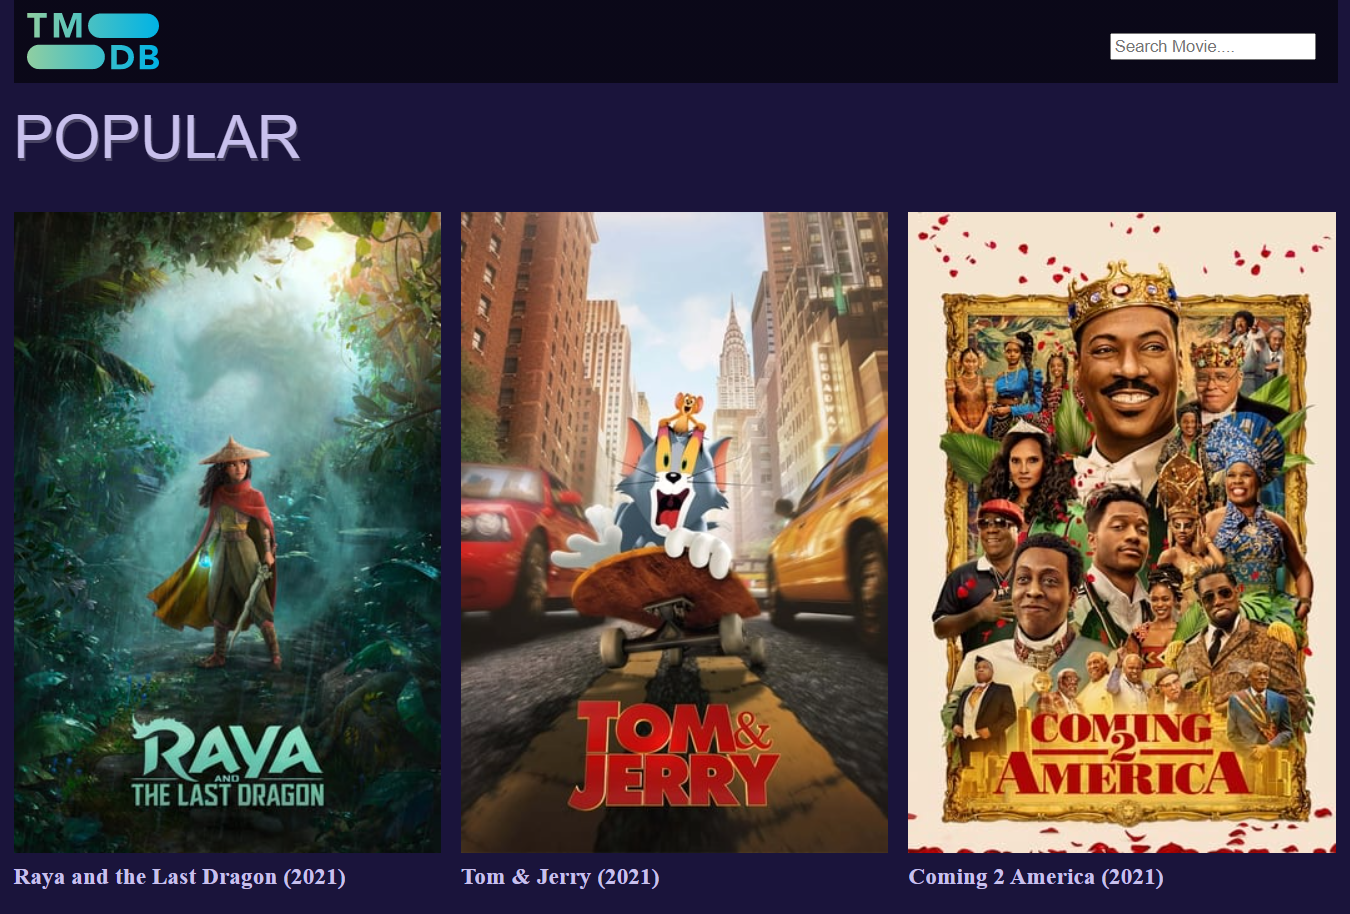 TM
DB
Search Movie....
POPULAR
RAYA
AND
THE LAST DRAGON
TOM &
JERRY
COMING
2
AMERICA
Raya and the Last Dragon (2021)
Tom & Jerry (2021)
Coming 2 America (2021)